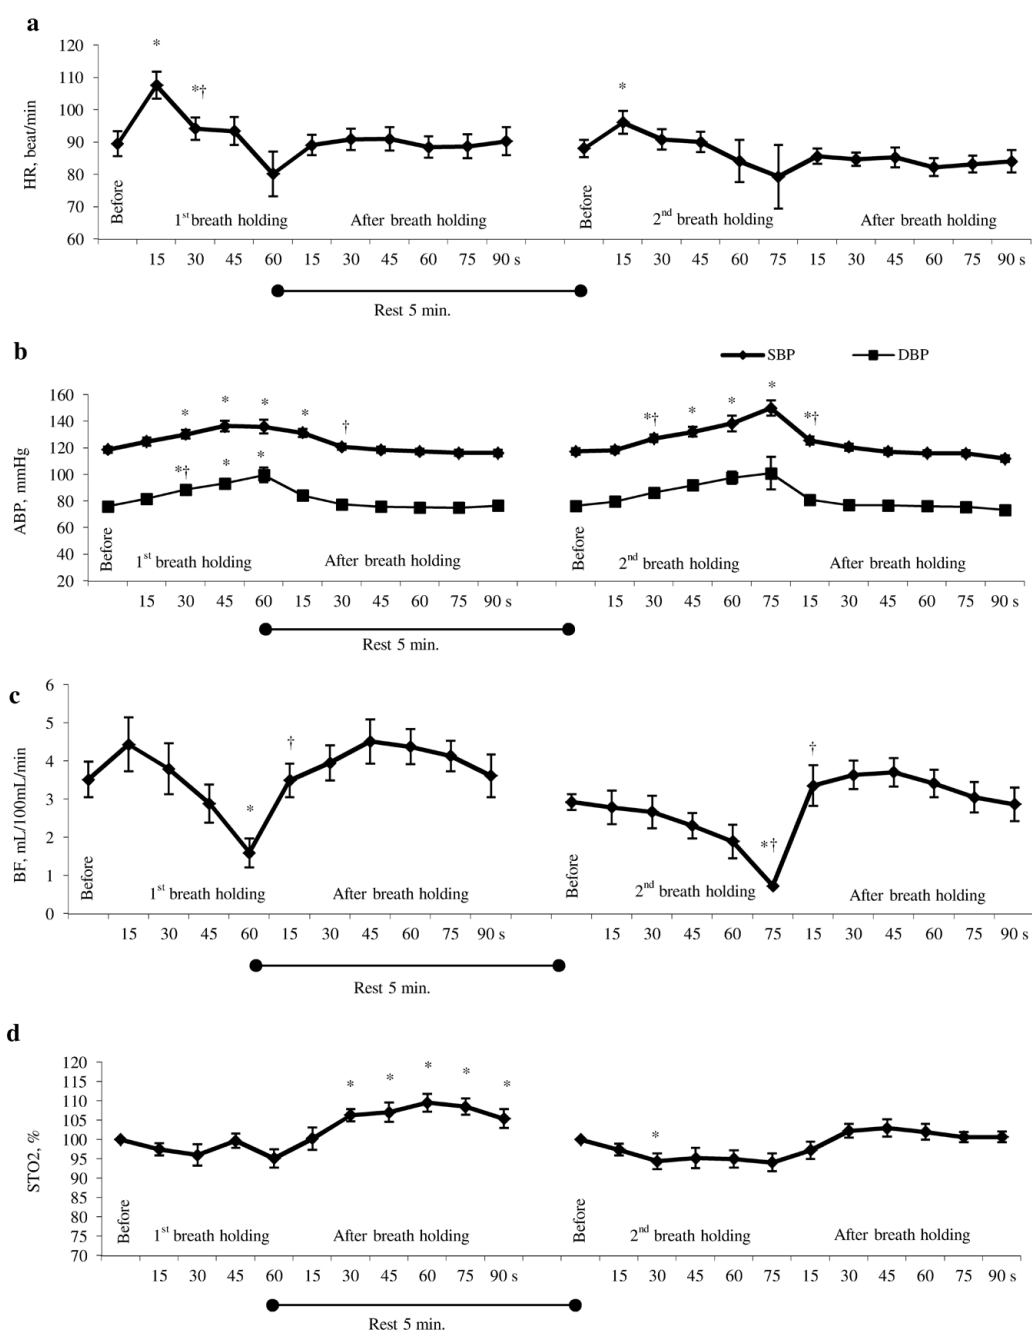 a
120
110
100
90
80
70
60
HR, beat/min
* *† *
Before 1st breath holding After breath holding Before 2nd breath holding After breath holding
15 30 45 60 15 30 45 60 75 90 s 15 30 45 60 75 15 30 45 60 75 90 s
Rest 5 min.
b
SBP DBP
160
140
120
100
80
60
40
20
ABP, mmHg
* * * * † *† * * *†
*† * *
Before 1st breath holding After breath holding Before 2nd breath holding After breath holding
15 30 45 60 15 30 45 60 75 90 s 15 30 45 60 75 15 30 45 60 75 90 s
Rest 5 min.
c
6
5
4
3
2
1
0
BF, mL/100mL/min
* † *† †
Before 1st breath holding After breath holding Before 2nd breath holding After breath holding
15 30 45 60 15 30 45 60 75 90 s 15 30 45 60 75 15 30 45 60 75 90 s
Rest 5 min.
d
120
115
110
105
100
95
90
85
80
75
70
STO2, %
* * * * * *
Before 1st breath holding After breath holding Before 2nd breath holding After breath holding
15 30 45 60 15 30 45 60 75 90 s 15 30 45 60 75 15 30 45 60 75 90 s
Rest 5 min.